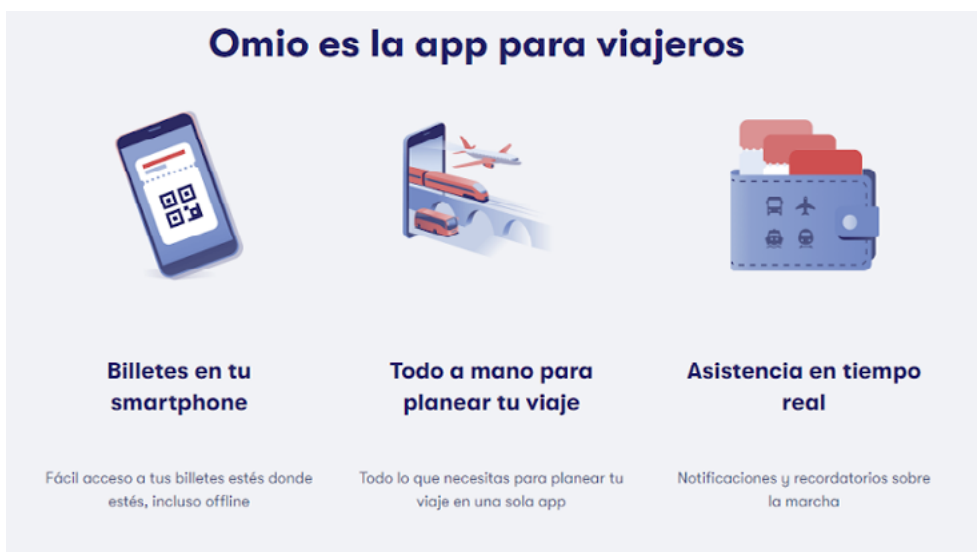 Omio es la app para viajeros
Billetes en tu
smartphone
Fácil acceso a tus billetes estés donde
estés, incluso offline
Todo a mano para
planear tu viaje
Todo lo que necesitas para planear tu
viaje en una sola app
Asistencia en tiempo
real
Notificaciones y recordatorios sobre
la marcha